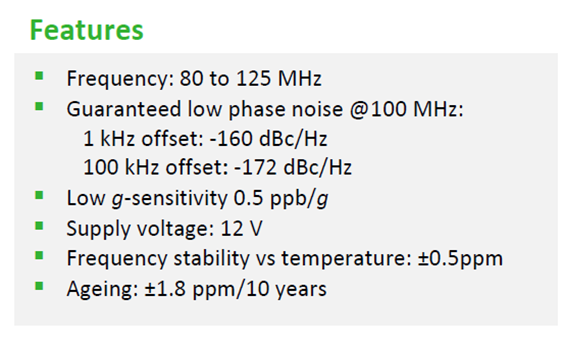 Features
▪ Frequency: 80 to 125 MHz
▪ Guaranteed low phase noise @100 MHz:
1 kHz offset: -160 dBc/Hz
100 kHz offset: -172 dBc/Hz
▪ Low g-sensitivity 0.5 ppb/g
▪ Supply voltage: 12 V
▪ Frequency stability vs temperature: ±0.5ppm
▪ Ageing: ±1.8 ppm/10 years